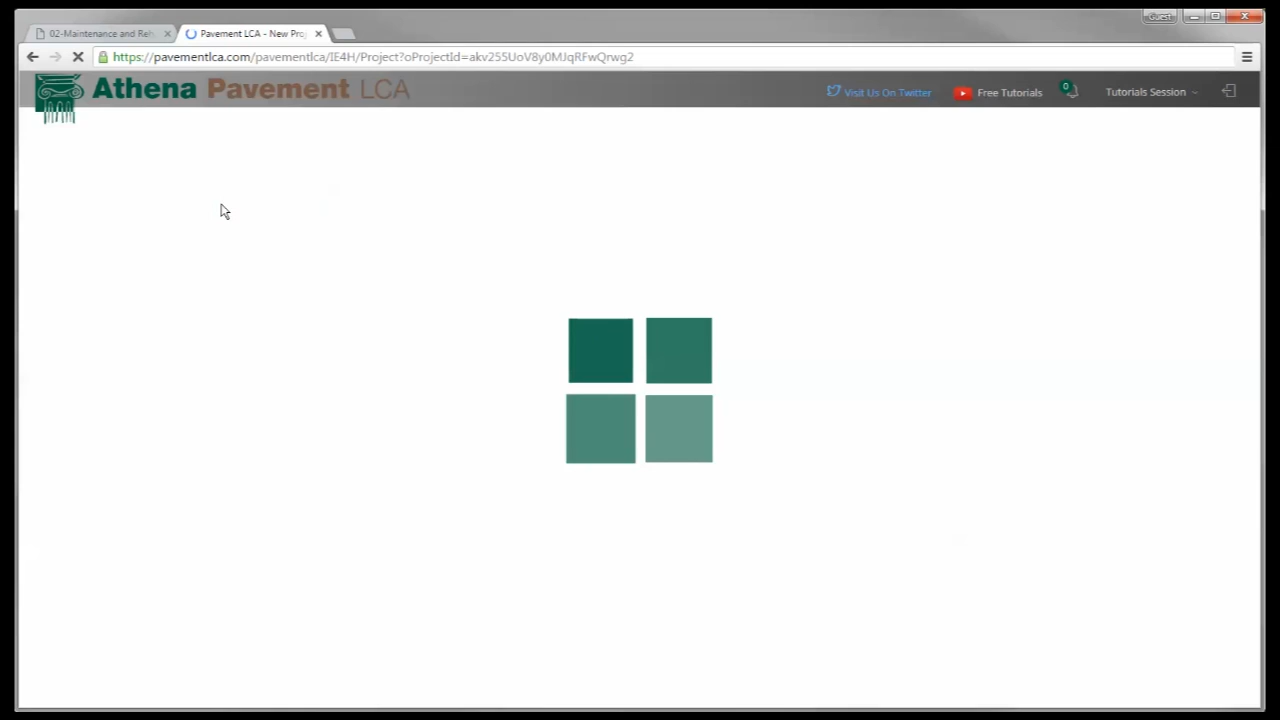 Guest
02-Maintenance and Reh
Pavement LCA - New Pro
https://pavementlca.com/pavementlca/IE4H/Project?oProjectId=akv255UoV8y0MJqRFwQrwg2
Athena Pavement LCA
Visit Us On Twitter
Free Tutorials
0
Tutorials Session